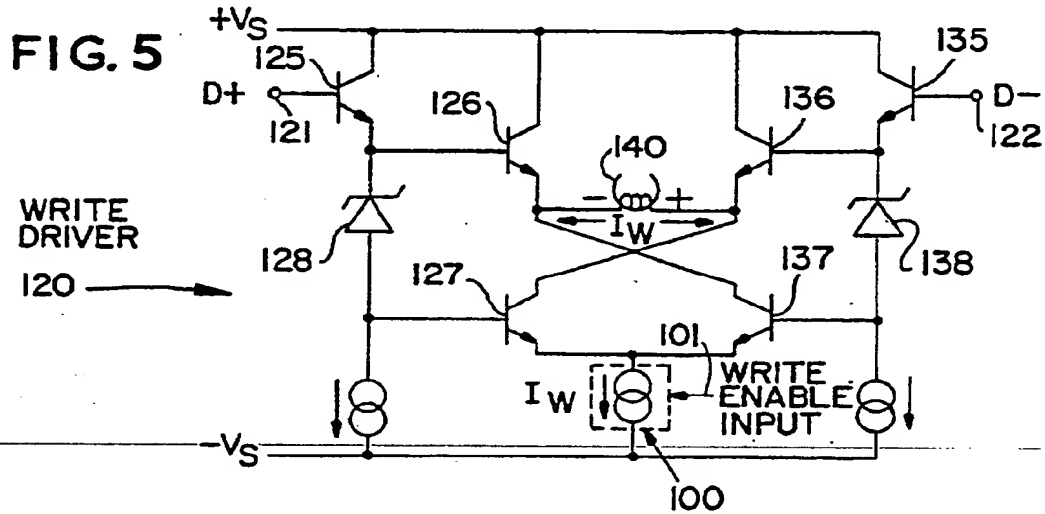 FIG. 5
+VS
125
D+
121
126
136
135
D-
122
140
- +
IW
WRITE
DRIVER
120
128
138
127
137
101
IW
WRITE
ENABLE
INPUT
-VS
100